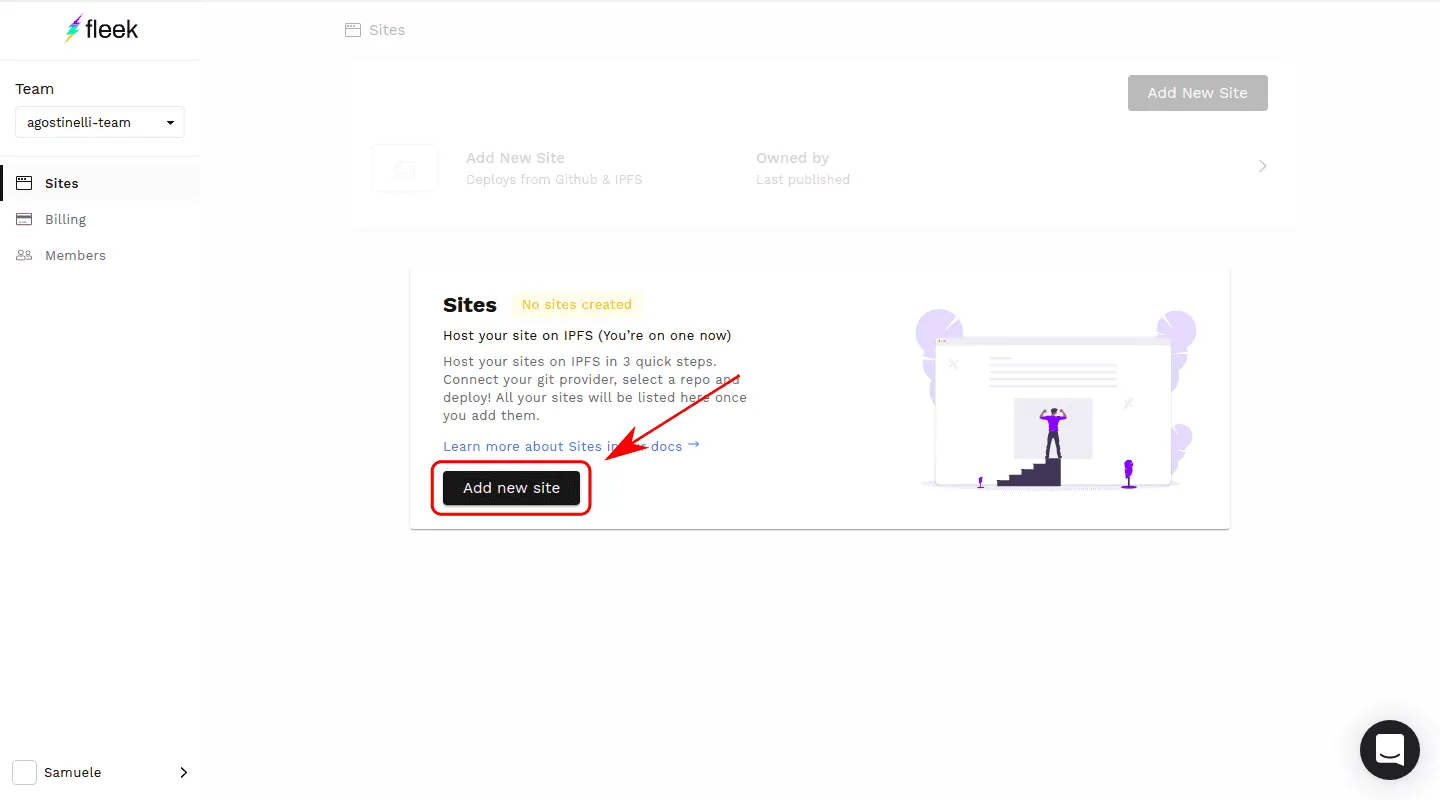 fleek
Team
agostinelli-team
Sites
Billing
Members
Samuele
Sites
Add New Site
Add New Site
Deploys from Github & IPFS
Owned by
Last published
Sites No sites created
Host your site on IPFS (You’re on one now)
Host your sites on IPFS in 3 quick steps.
Connect your git provider, select a repo and
deploy! All your sites will be listed here once
you add them.
Learn more about Sites in our docs →
Add new site